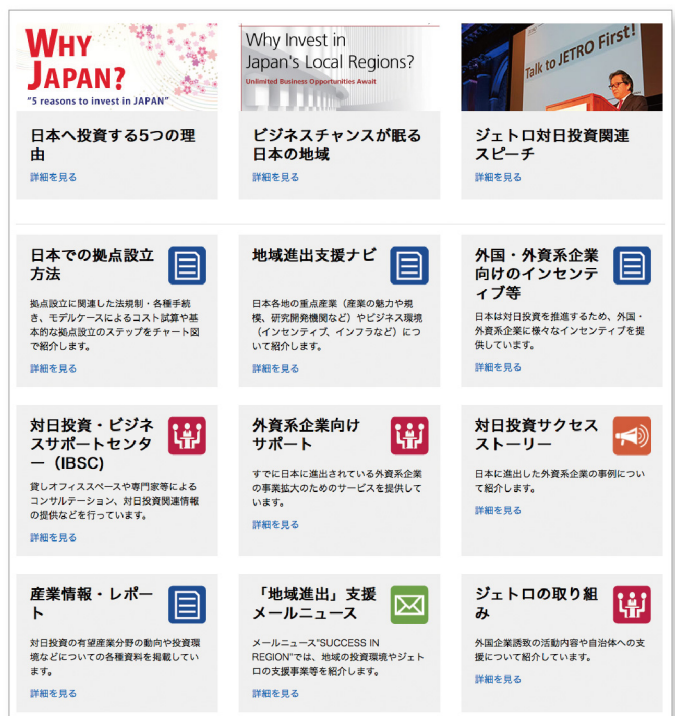 WHY
JAPAN?
"5 reasons to invest in JAPAN"
日本へ投資する5つの理
由
詳細を見る
Why Invest in
Japan's Local Regions?
Unlimited Business Opportunities Await
ビジネスチャンスが眠る
日本の地域
詳細を見る
Talk to JETRO First!
ジェトロ対日投資関連
スピーチ
詳細を見る
日本での拠点設立
方法
拠点設立に関連した法規制・各種手続
き、モデルケースによるコスト試算や基
本的な拠点設立のステップをチャート図
で紹介します。
詳細を見る
地域進出支援ナビ
日本各地の重点産業（産業の魅力や規
模、研究開発機関など）やビジネス環境
（インセンティブ、インフラなど）につ
いて紹介します。
詳細を見る
外国・外資系企業
向けのインセンテ
ィブ等
日本は対日投資を推進するため、外国・
外資系企業に様々なインセンティブを提
供しています。
詳細を見る
対日投資・ビジネ
スサポートセンタ
ー（IBSC)
貸しオフィススペースや専門家等による
コンサルテーション、対日投資関連情報
の提供などを行っています。
詳細を見る
外資系企業向け
サポート
すでに日本に進出されている外資系企業
の事業拡大のためのサービスを提供して
います。
詳細を見る
対日投資サクセス
ストーリー
日本に進出した外資系企業の事例につい
て紹介します。
詳細を見る
産業情報・レポー
ト
対日投資の有望産業分野の動向や投資環
境などについての各種資料を掲載してい
ます。
詳細を見る
「地域進出」支援
メールニュース
メールニュース"SUCCESS IN
REGION"では、地域の投資環境やジェト
ロの支援事業等を紹介します。
詳細を見る
ジェトロの取り組
み
外国企業誘致の活動内容や自治体への支
援について紹介しています。
詳細を見る